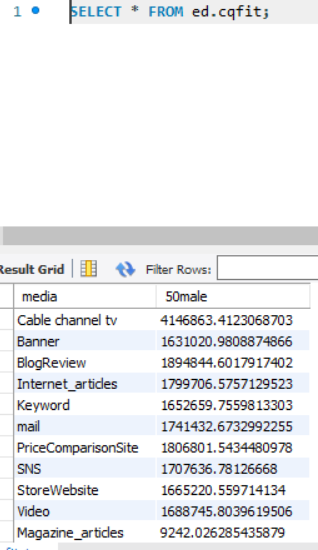 1 SELECT * FROM ed.cqfit;
Result Grid Filter Rows:
media 50male
Cable channel tv 4146863.4123068703
Banner 1631020.9808874866
BlogReview 1894844.6017917402
Internet_articles 1799706.5757129523
Keyword 1652659.7559813303
mail 1741432.6732992255
PriceComparisonSite 1806801.5434480978
SNS 1707636.78126668
StoreWebsite 1665220.559714134
Video 1688745.8039619506
Magazine_articles 9242.026285435879